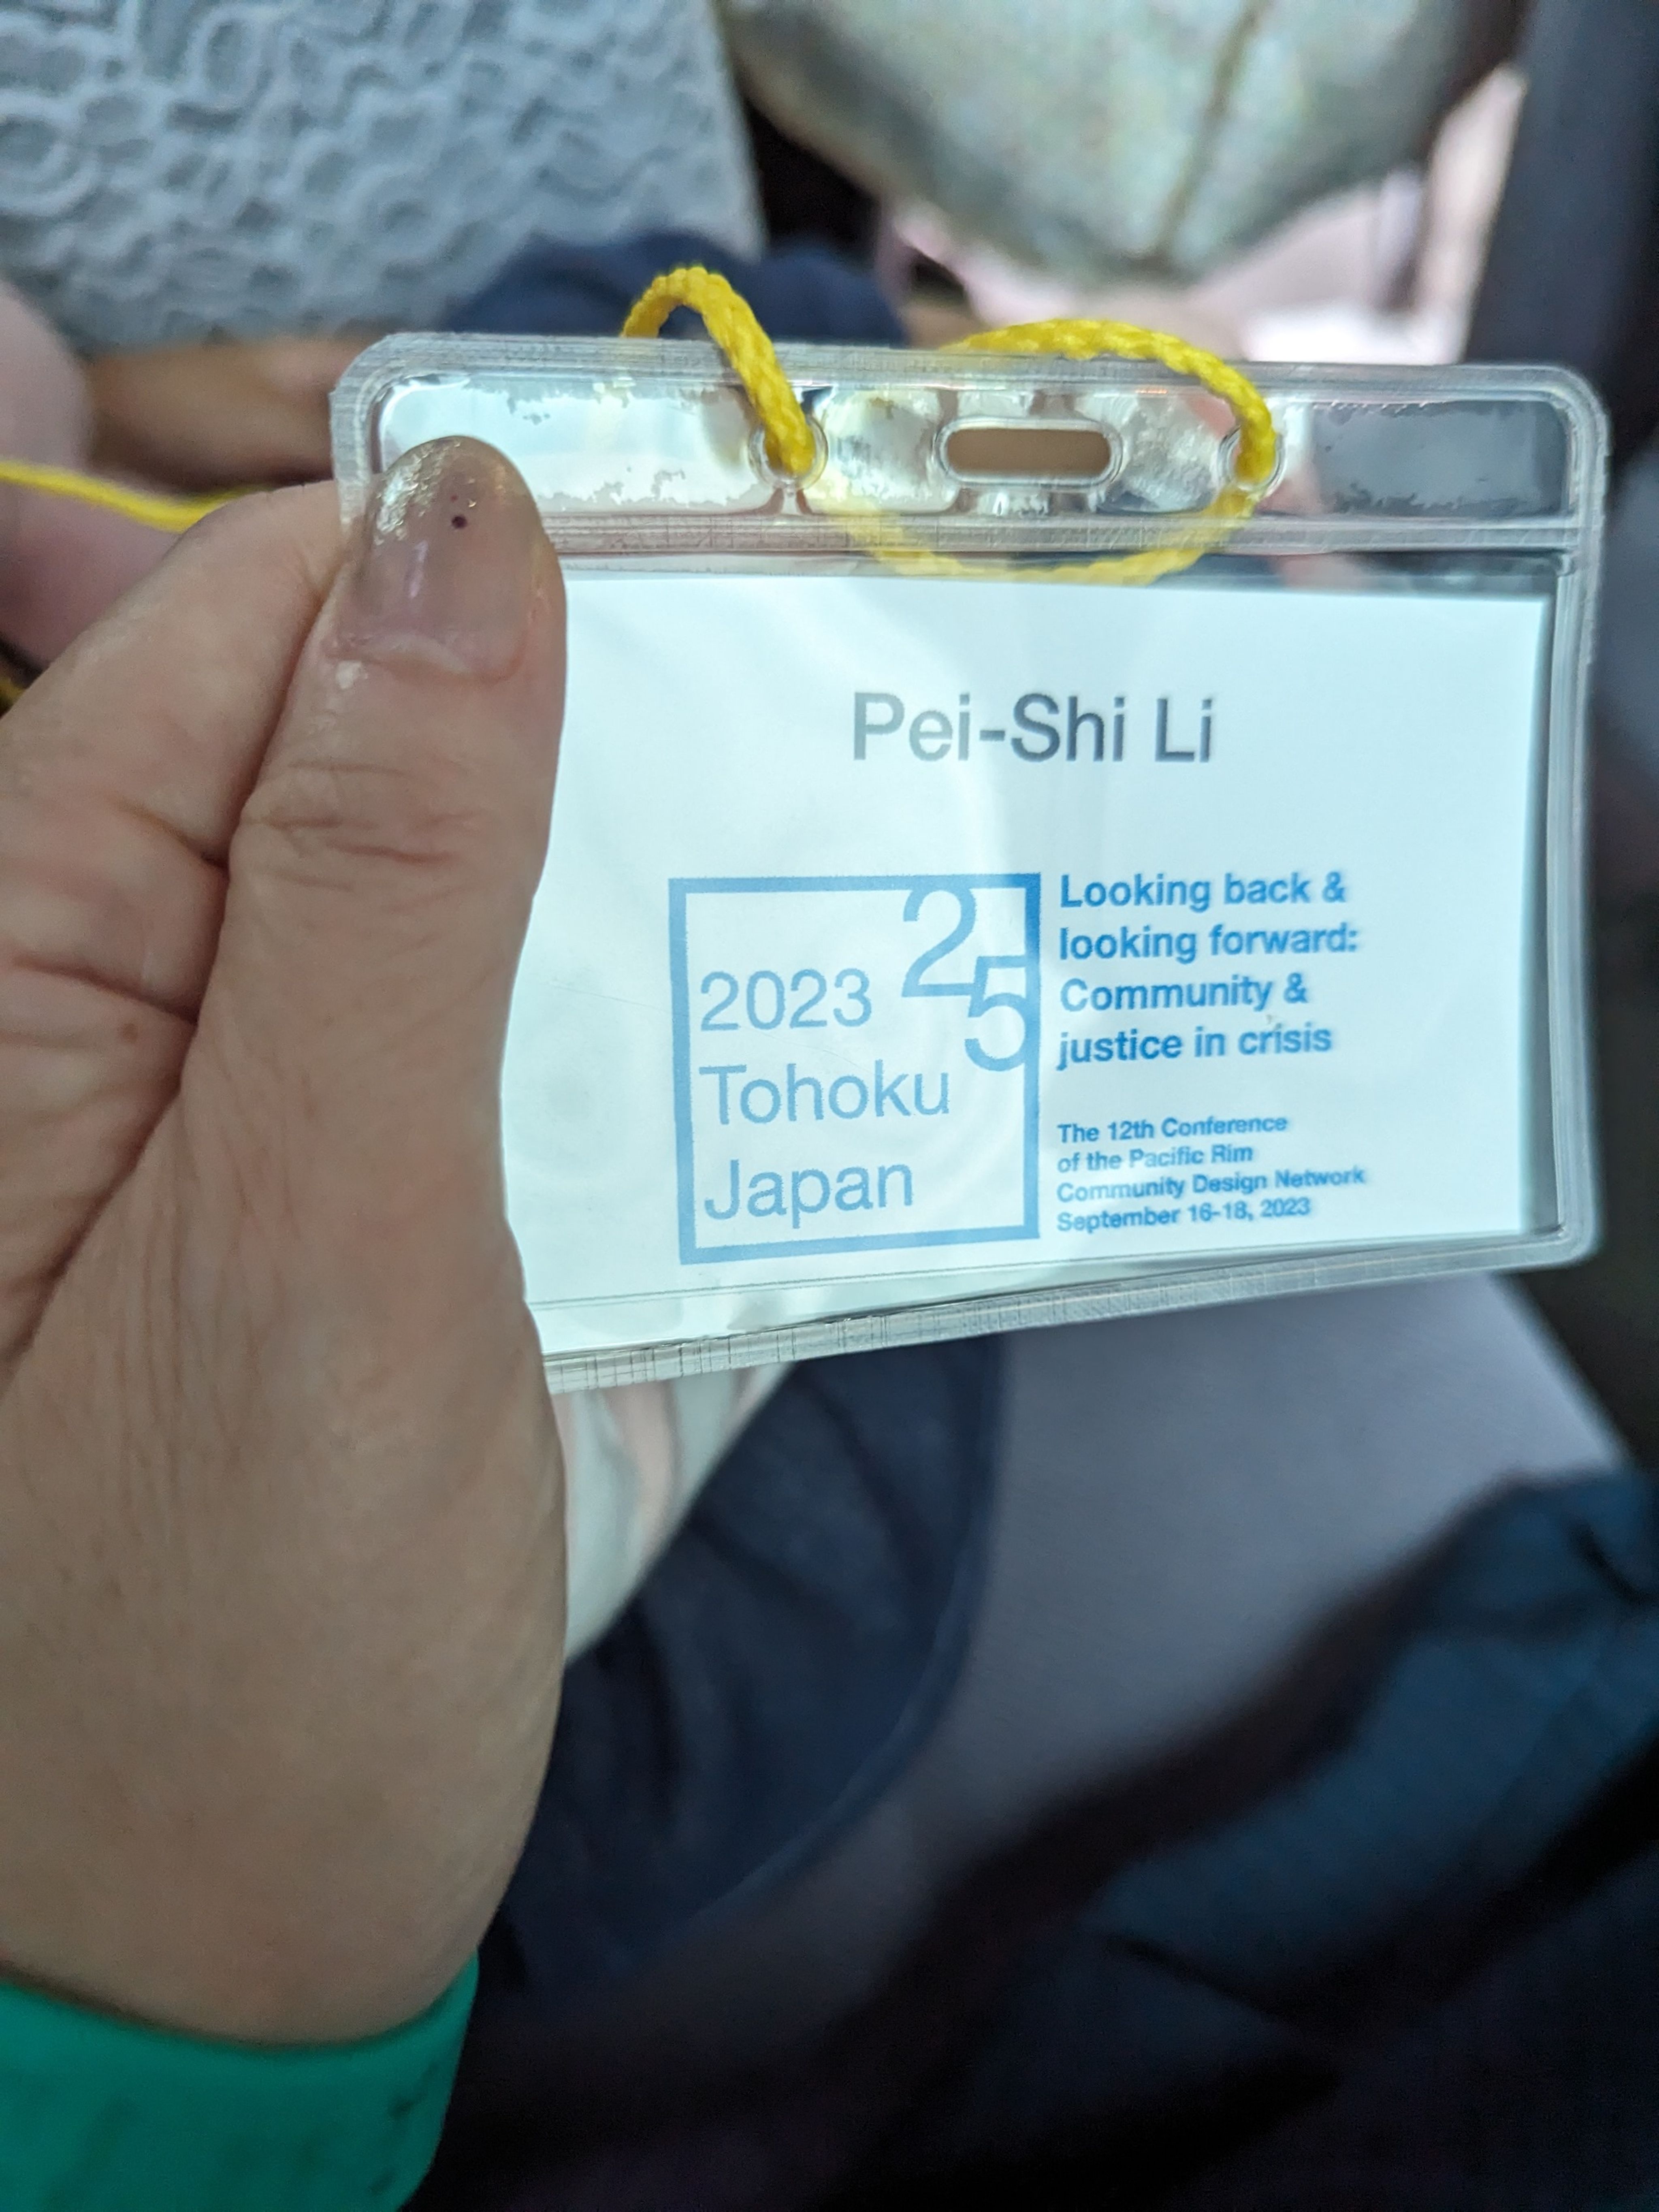 Pei-Shi Li
25
2023
Tohoku
Japan
Looking back &
looking forward:
Community &
justice in crisis
The 12th Conference
of the Pacific Rim
Community Design Network
September 16-18, 2023